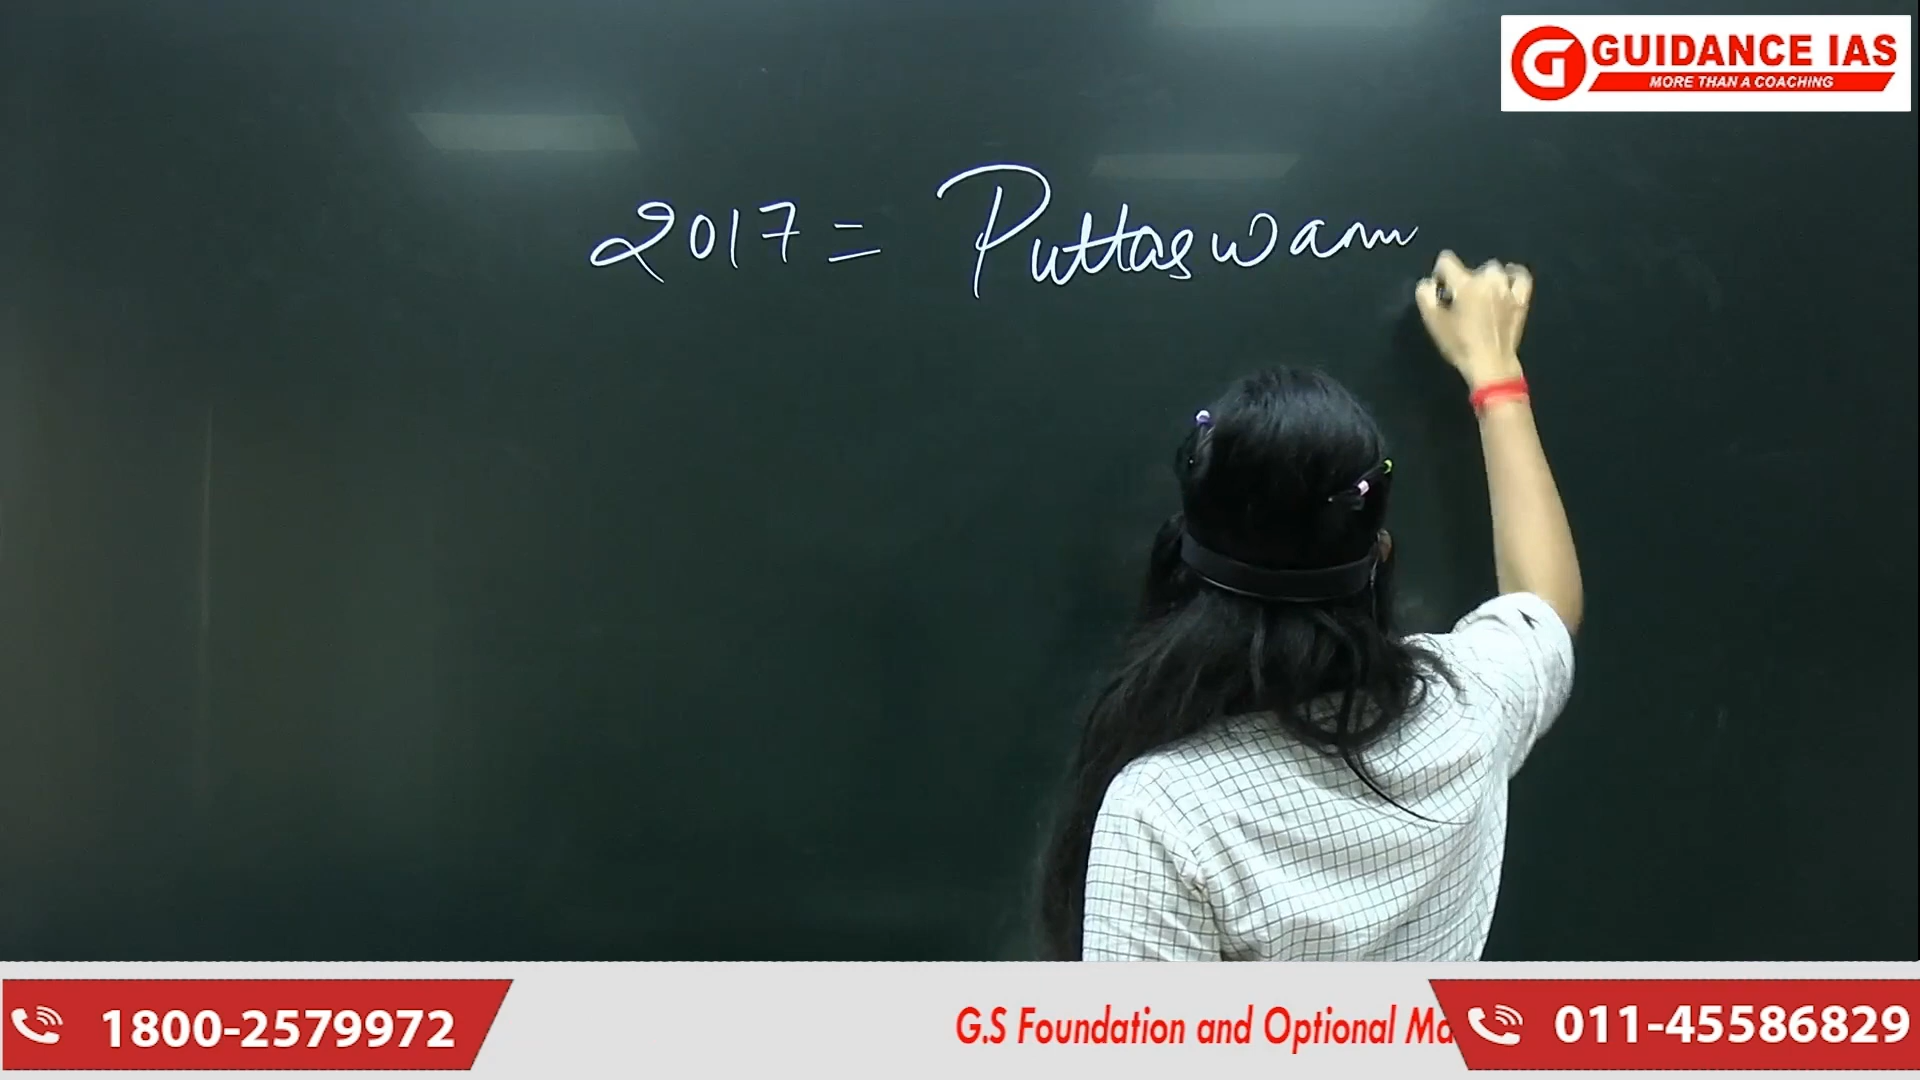 GUIDANCE IAS
MORE THAN A COACHING
2017 = Puttaswam
1800-2579972
G.S Foundation and Optional Ma
011-45586829